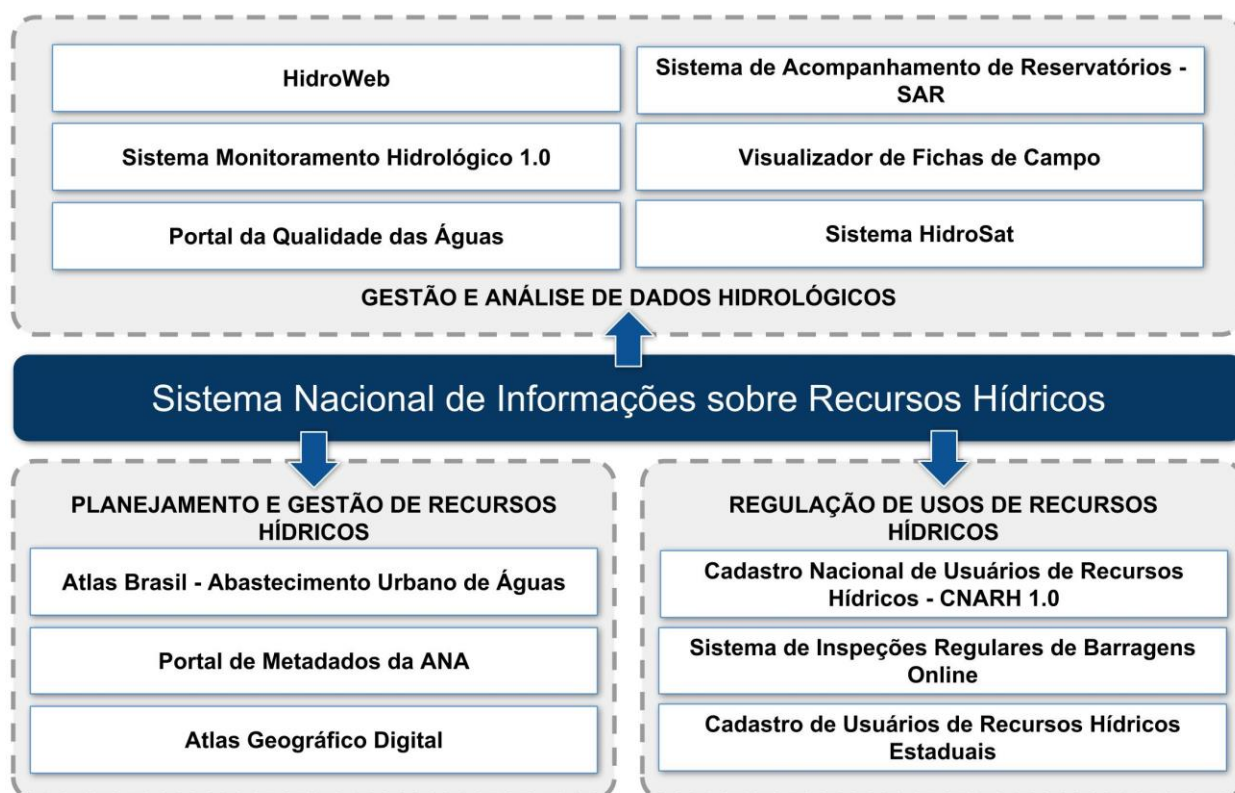 HidroWeb
Sistema de Acompanhamento de Reservatórios -
SAR
Sistema Monitoramento Hidrológico 1.0
Visualizador de Fichas de Campo
Portal da Qualidade das Águas
Sistema HidroSat
GESTÃO E ANÁLISE DE DADOS HIDROLÓGICOS
Sistema Nacional de Informações sobre Recursos Hídricos
PLANEJAMENTO E GESTÃO DE RECURSOS
HÍDRICOS
Atlas Brasil - Abastecimento Urbano de Águas
Portal de Metadados da ANA
Atlas Geográfico Digital
REGULAÇÃO DE USOS DE RECURSOS
HÍDRICOS
Cadastro Nacional de Usuários de Recursos
Hídricos - CNARH 1.0
Sistema de Inspeções Regulares de Barragens
Online
Cadastro de Usuários de Recursos Hídricos
Estaduais